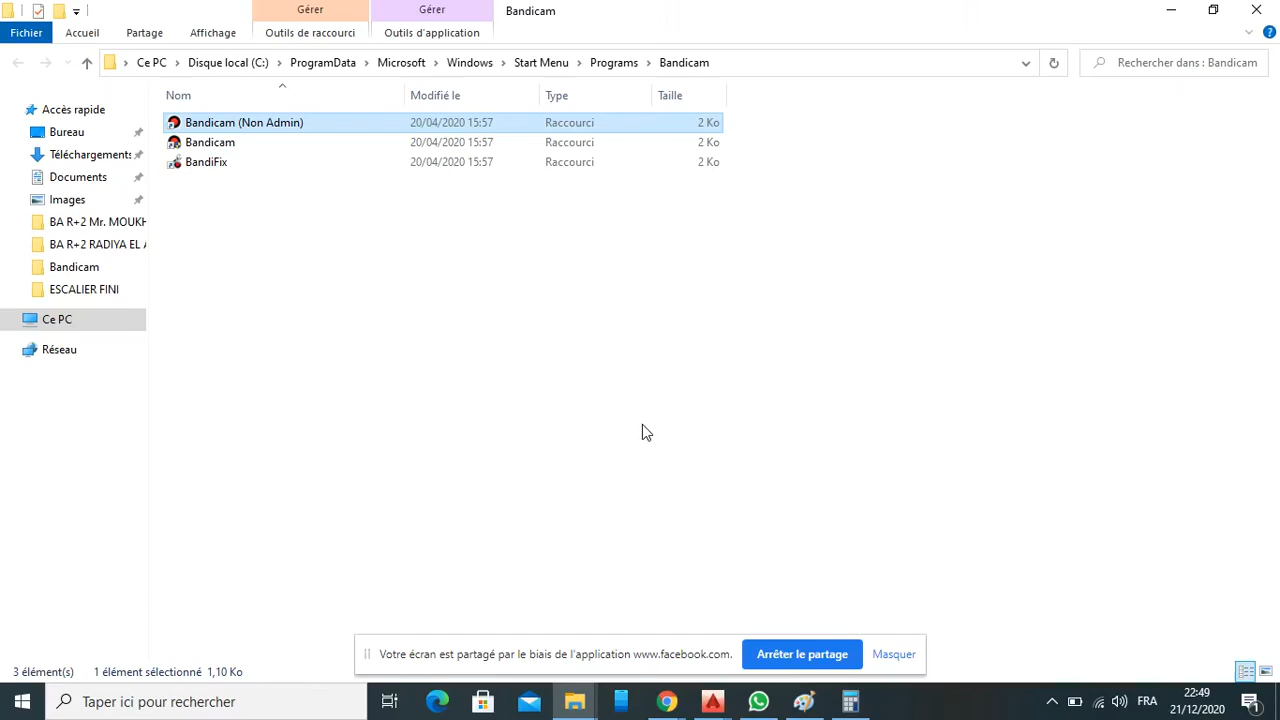 Gérer Gérer Bandicam
Fichier Accueil Partage Affichage Outils de raccourci Outils d'application
Ce PC Disque local (C:) ProgramData Microsoft Windows Start Menu Programs Bandicam Rechercher dans : Bandicam
Nom Modifié le Type Taille
Accès rapide
Bureau
Téléchargements
Documents
Images
BA R+2 Mr. MOUKH
BA R+2 RADIYA EL A
Bandicam
ESCALIER FINI
Ce PC
Réseau
Bandicam (Non Admin) 20/04/2020 15:57 Raccourci 2 Ko
Bandicam 20/04/2020 15:57 Raccourci 2 Ko
BandiFix 20/04/2020 15:57 Raccourci 2 Ko
Votre écran est partagé par le biais de l'application www.facebook.com. Arrêter le partage Masquer
3 élément(s) 1 élément sélectionné 1,10 Ko
Taper ici pour rechercher FRA 22:49
21/12/2020